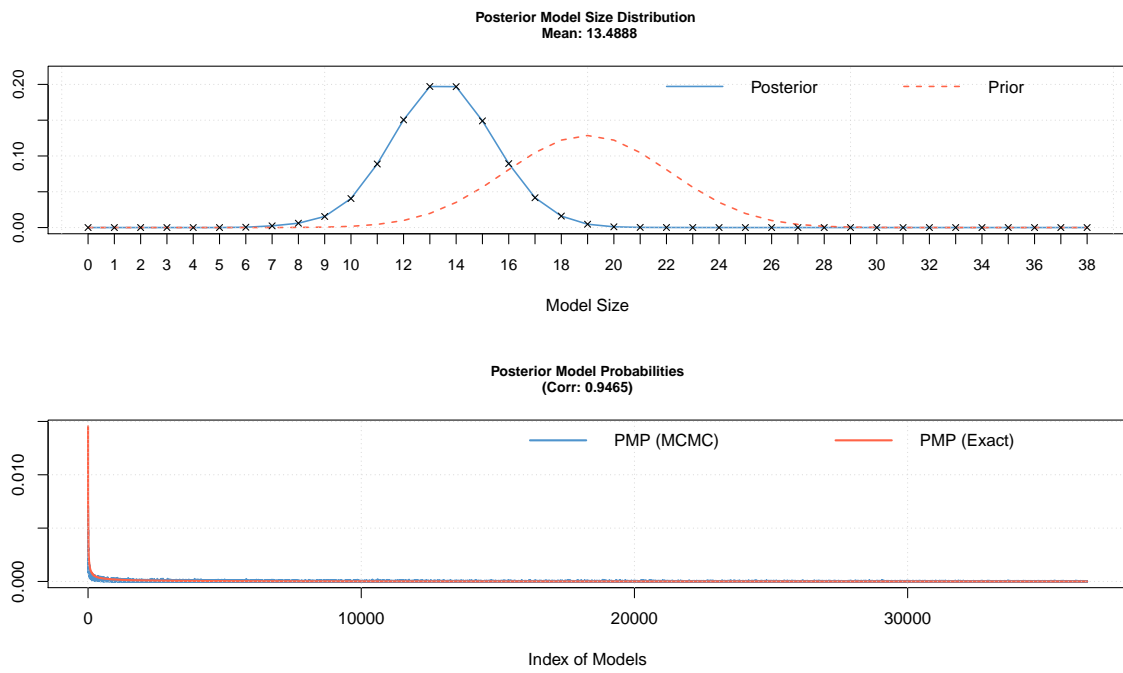 Posterior Model Size Distribution
Mean: 13.4888
0.20
0.10
0.00
Posterior
Prior
0 1 2 3 4 5 6 7 8 9 10 12 14 16 18 20 22 24 26 28 30 32 34 36 38
Model Size
Posterior Model Probabilities
(Corr: 0.9465)
0.010
0.000
PMP (MCMC)
PMP (Exact)
0 10000 20000 30000
Index of Models